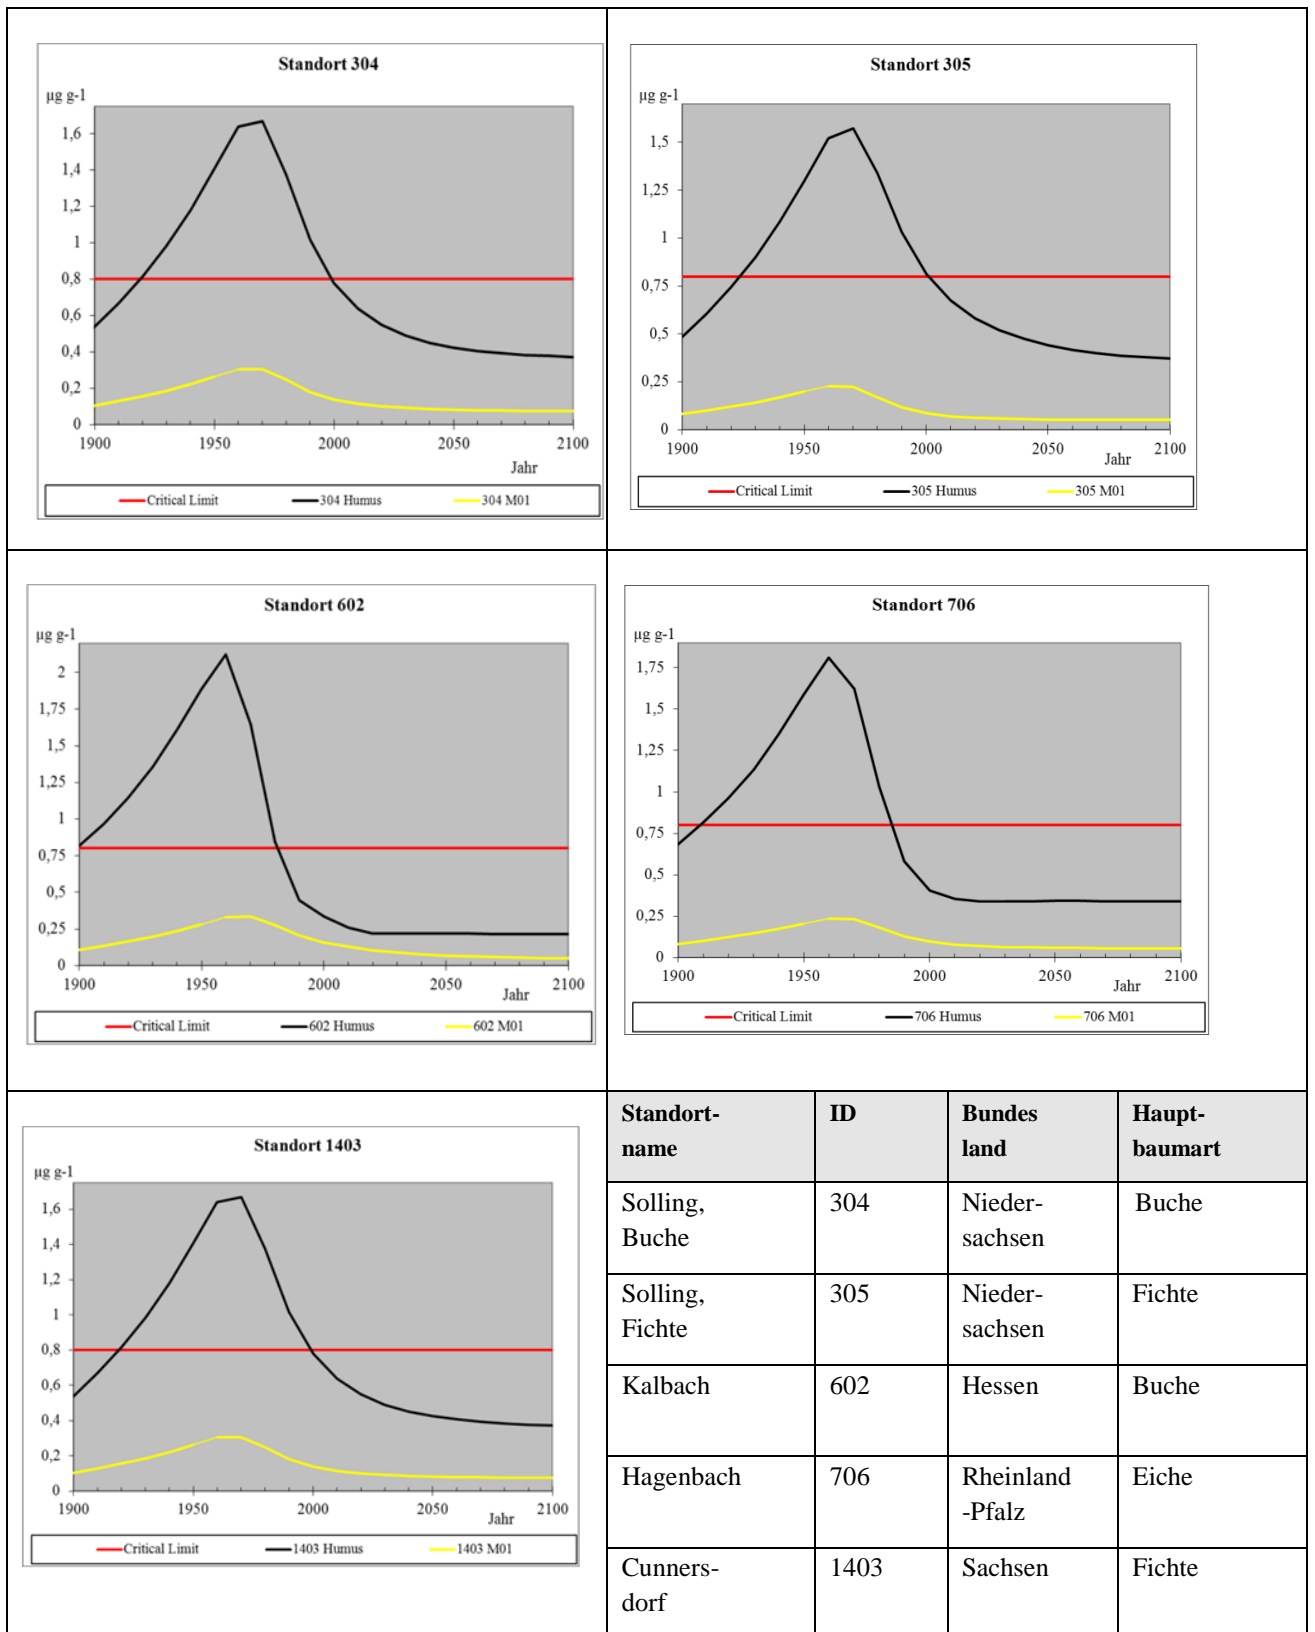 Standort 304
µg g-1
1,6
1,4
1,2
1
0,8
0,6
0,4
0,2
0
1900 1950 2000 2050 2100
Jahr
Critical Limit 304 Humus 304 M01
Standort 305
µg g-1
1,5
1,25
1
0,75
0,5
0,25
0
1900 1950 2000 2050 2100
Jahr
Critical Limit 305 Humus 305 M01
Standort 602
µg g-1
2
1,75
1,5
1,25
1
0,75
0,5
0,25
0
1900 1950 2000 2050 2100
Jahr
Critical Limit 602 Humus 602 M01
Standort 706
µg g-1
1,75
1,5
1,25
1
0,75
0,5
0,25
0
1900 1950 2000 2050 2100
Jahr
Critical Limit 706 Humus 706 M01
Standort 1403
µg g-1
1,6
1,4
1,2
1
0,8
0,6
0,4
0,2
0
1900 1950 2000 2050 2100
Jahr
Critical Limit 1403 Humus 1403 M01
Standort- ID Bundes Haupt-
name land baumart
Solling, 304 Nieder- Buche
Buche sachsen
Solling, 305 Nieder- Fichte
Fichte sachsen
Kalbach 602 Hessen Buche
Hagenbach 706 Rheinland Eiche
-Pfalz
Cunners- 1403 Sachsen Fichte
dorf